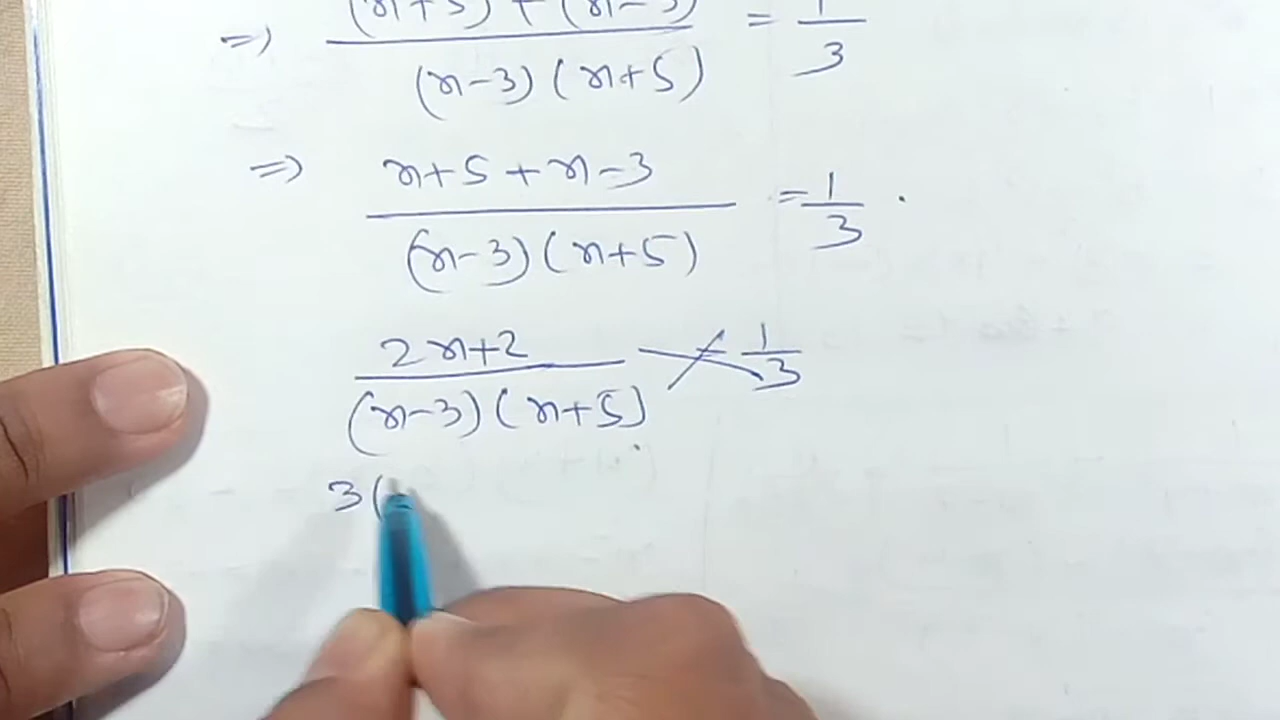 => (x+5) + (x-3) / (x-3)(x+5) = 1/3
=> x+5+x-3 / (x-3)(x+5) = 1/3 .
2x+2 / (x-3)(x+5) = 1/3
3(